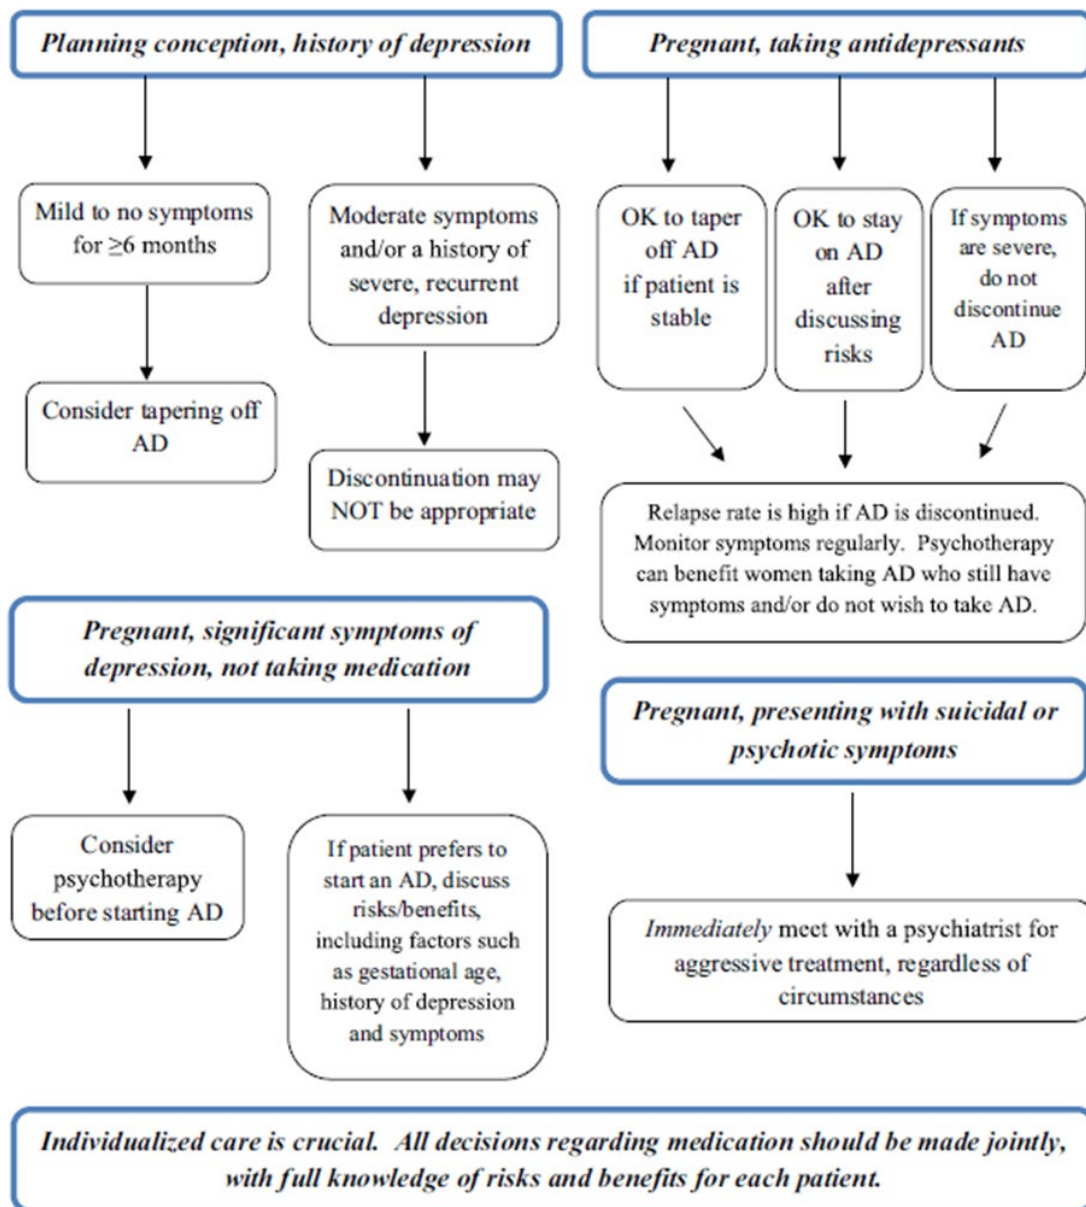 Planning conception, history of depression
Mild to no symptoms
for ≥6 months
Consider tapering off
AD
Moderate symptoms
and/or a history of
severe, recurrent
depression
Discontinuation may
NOT be appropriate
Pregnant, taking antidepressants
OK to taper
off AD
if patient is
stable
OK to stay
on AD
after
discussing
risks
If symptoms
are severe,
do not
discontinue
AD
Relapse rate is high if AD is discontinued.
Monitor symptoms regularly. Psychotherapy
can benefit women taking AD who still have
symptoms and/or do not wish to take AD.
Pregnant, significant symptoms of
depression, not taking medication
Consider
psychotherapy
before starting AD
If patient prefers to
start an AD, discuss
risks/benefits,
including factors such
as gestational age,
history of depression
and symptoms
Pregnant, presenting with suicidal or
psychotic symptoms
Immediately meet with a psychiatrist for
aggressive treatment, regardless of
circumstances
Individualized care is crucial. All decisions regarding medication should be made jointly,
with full knowledge of risks and benefits for each patient.